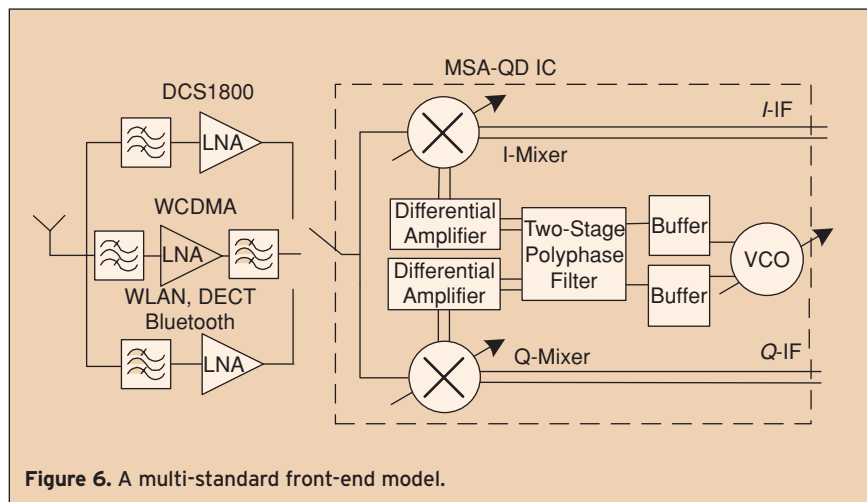 MSA-QD IC
DCS1800
LNA
I-IF
I-Mixer
WCDMA
LNA
Differential
Amplifier
Two-Stage
Polyphase
Filter
Buffer
VCO
Differential
Amplifier
Buffer
WLAN, DECT
Bluetooth
LNA
Q-Mixer
Q-IF
Figure 6. A multi-standard front-end model.